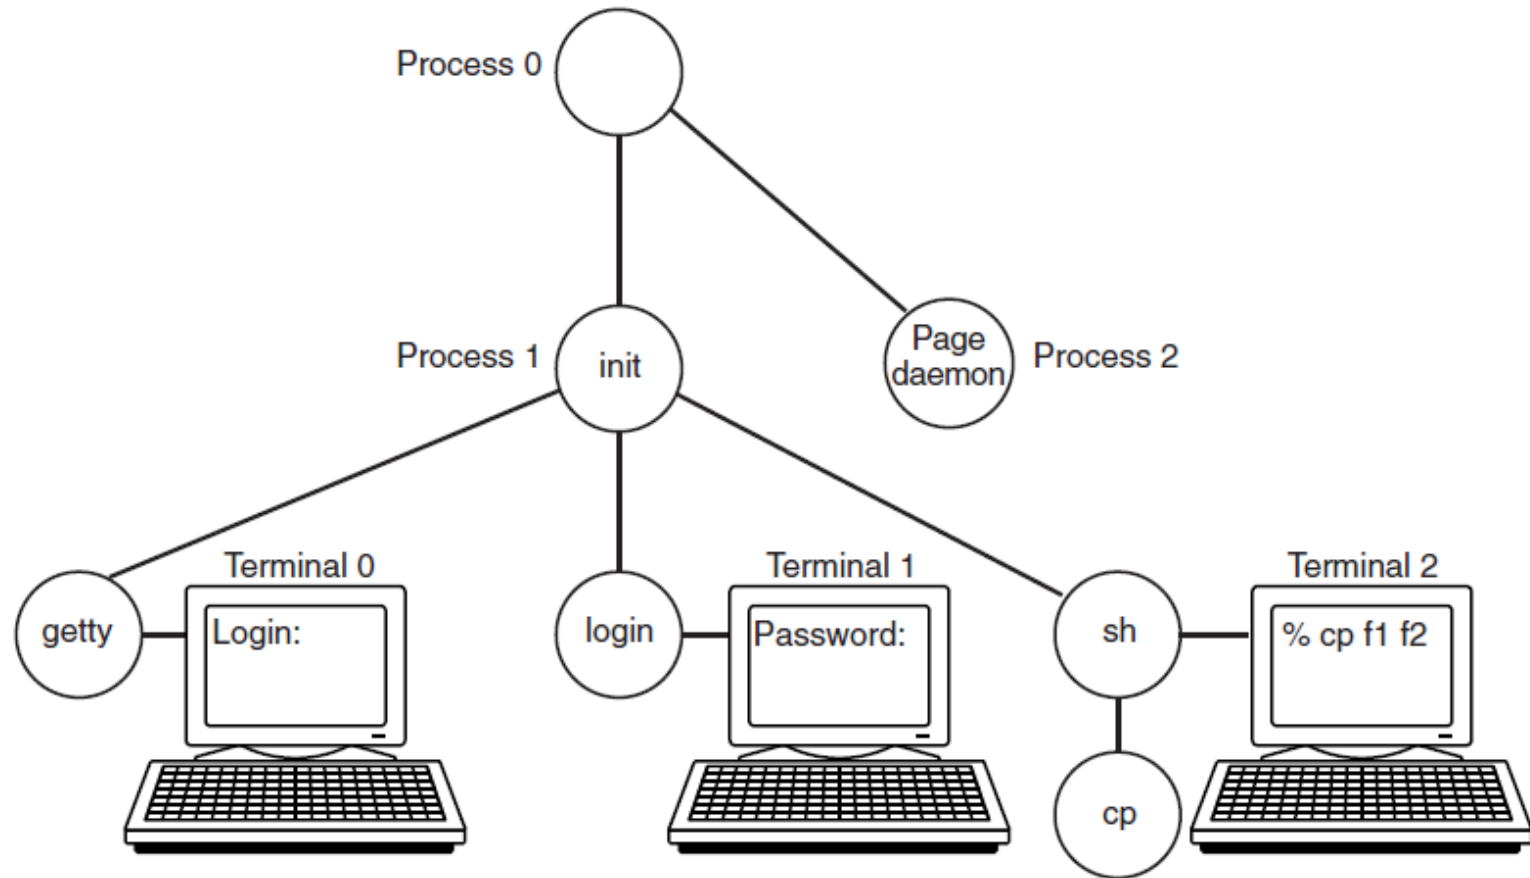 Process 0
Process 1
init
Page
daemon
Process 2
Terminal 0
Terminal 1
Terminal 2
getty
Login:
login
Password:
sh
% cp f1 f2
cp